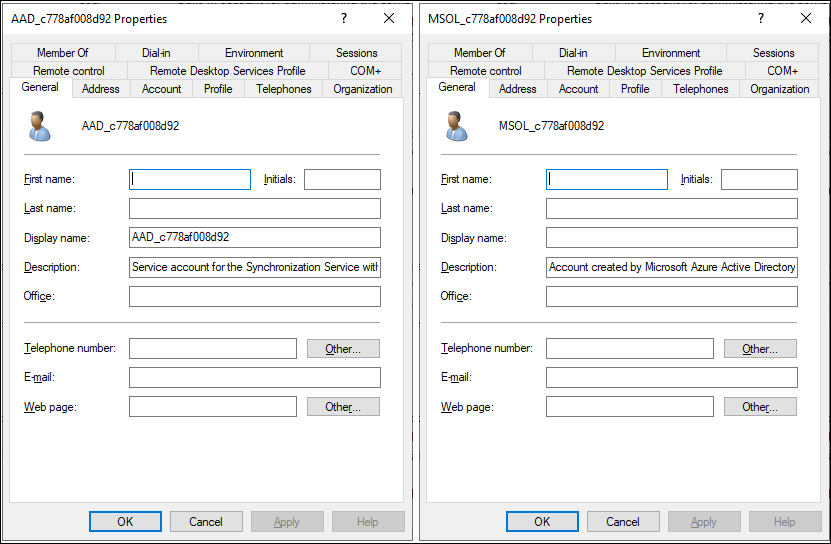 AAD_c778af008d92 Properties ? ×
Member Of Dial-in Environment Sessions
Remote control Remote Desktop Services Profile COM+
General Address Account Profile Telephones Organization
AAD_c778af008d92
First name: Initials:
Last name:
Display name: AAD_c778af008d92
Description: Service account for the Synchronization Service with
Office:
Telephone number: Other...
E-mail:
Web page: Other...
OK Cancel Apply Help
MSOL_c778af008d92 Properties ? ×
Member Of Dial-in Environment Sessions
Remote control Remote Desktop Services Profile COM+
General Address Account Profile Telephones Organization
MSOL_c778af008d92
First name: Initials:
Last name:
Display name:
Description: Account created by Microsoft Azure Active Directory
Office:
Telephone number: Other...
E-mail:
Web page: Other...
OK Cancel Apply Help